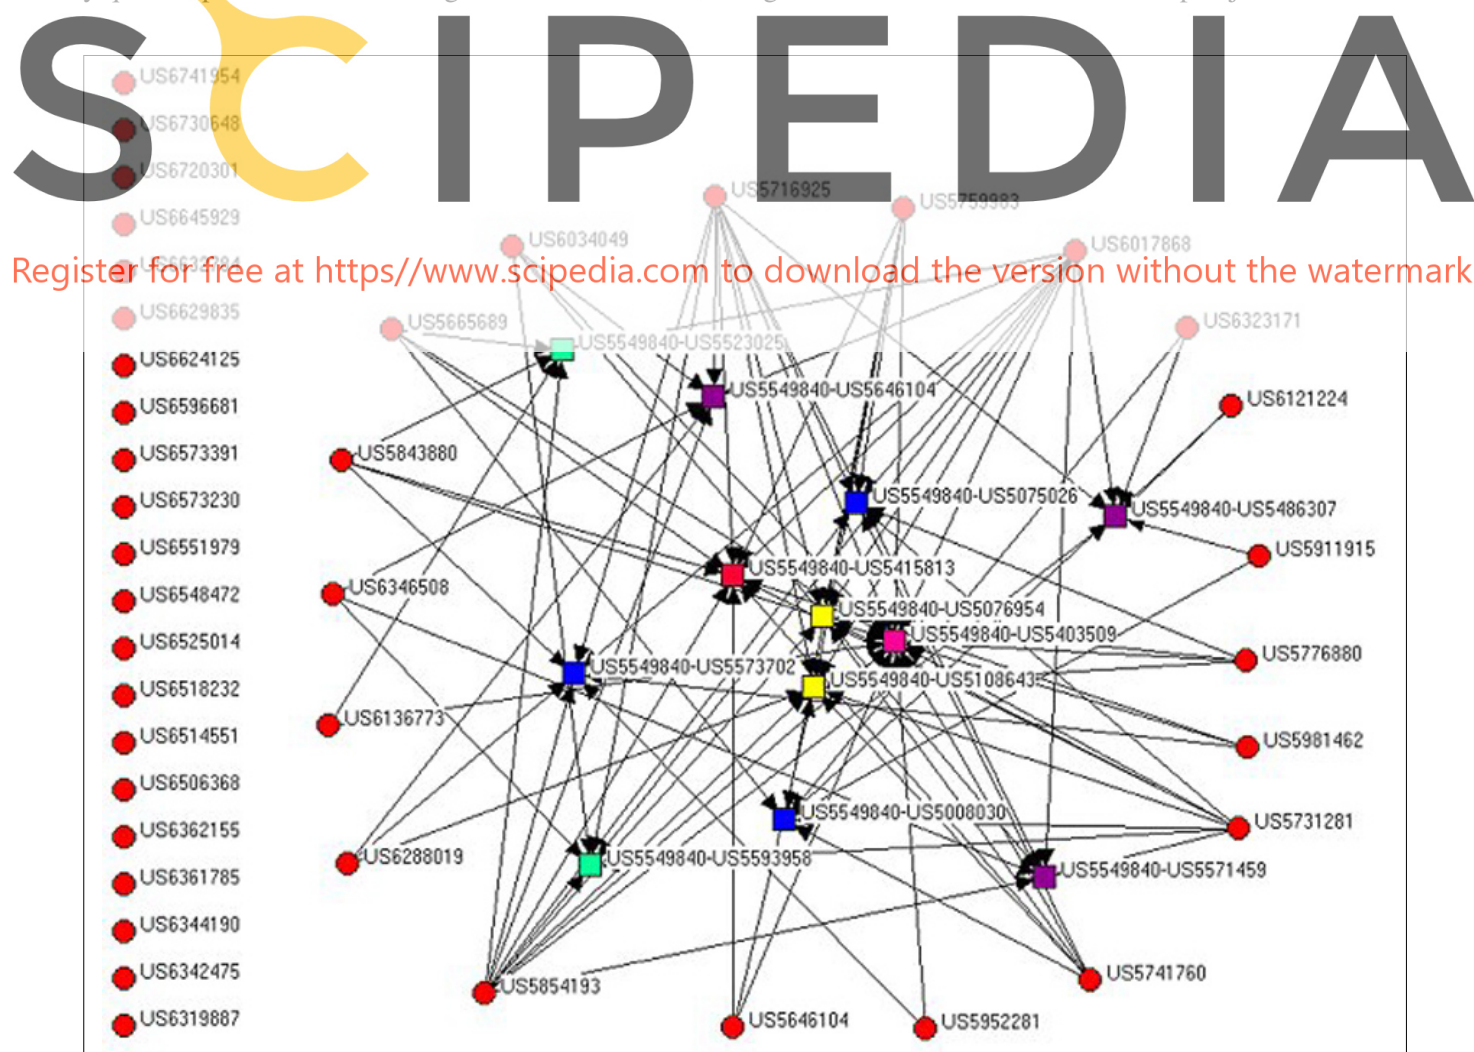 SCIPEDIA
Register for free at https//www.scipedia.com to download the version without the watermark
US6741954
US6730648
US6720301
US6645929
US6629835
US6624125
US6596681
US6573391
US6573230
US6551979
US6548472
US6525014
US6518232
US6514551
US6506368
US6362155
US6361785
US6344190
US6342475
US6319887
US5716925
US5759983
US6034049
US6017868
US5665689
US6323171
US5549840-US5523025
US5549840-US5646104
US6121224
US5843880
US5549840-US5075026
US5549840-US5486307
US5911915
US5549840-US5415813
US6346508
US5549840-US5076954
US5549840-US5403509
US5776880
US5549840-US5573702
US5549840-US5108643
US6136773
US5981462
US5549840-US5008030
US5731281
US6288019
US5549840-US5593958
US5549840-US5571459
US5854193
US5741760
US5646104
US5952281